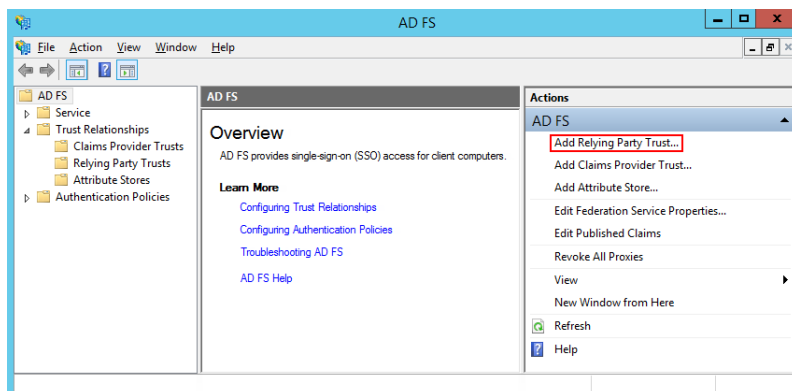 AD FS
File Action View Window Help
AD FS
Service
Trust Relationships
Claims Provider Trusts
Relying Party Trusts
Attribute Stores
Authentication Policies
AD FS
Overview
AD FS provides single-sign-on (SSO) access for client computers.
Learn More
Configuring Trust Relationships
Configuring Authentication Policies
Troubleshooting AD FS
AD FS Help
Actions
AD FS
Add Relying Party Trust...
Add Claims Provider Trust...
Add Attribute Store...
Edit Federation Service Properties...
Edit Published Claims
Revoke All Proxies
View
New Window from Here
Refresh
Help